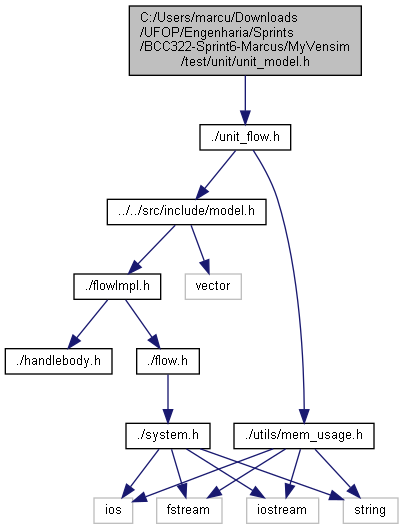 C:/Users/marcu/Downloads
/UFOP/Engenharia/Sprints
/BCC322-Sprint6-Marcus/MyVensim
/test/unit/unit_model.h
./unit_flow.h
../../src/include/model.h
./flowImpl.h
vector
./handlebody.h
./flow.h
./system.h
./utils/mem_usage.h
ios
fstream
iostream
string